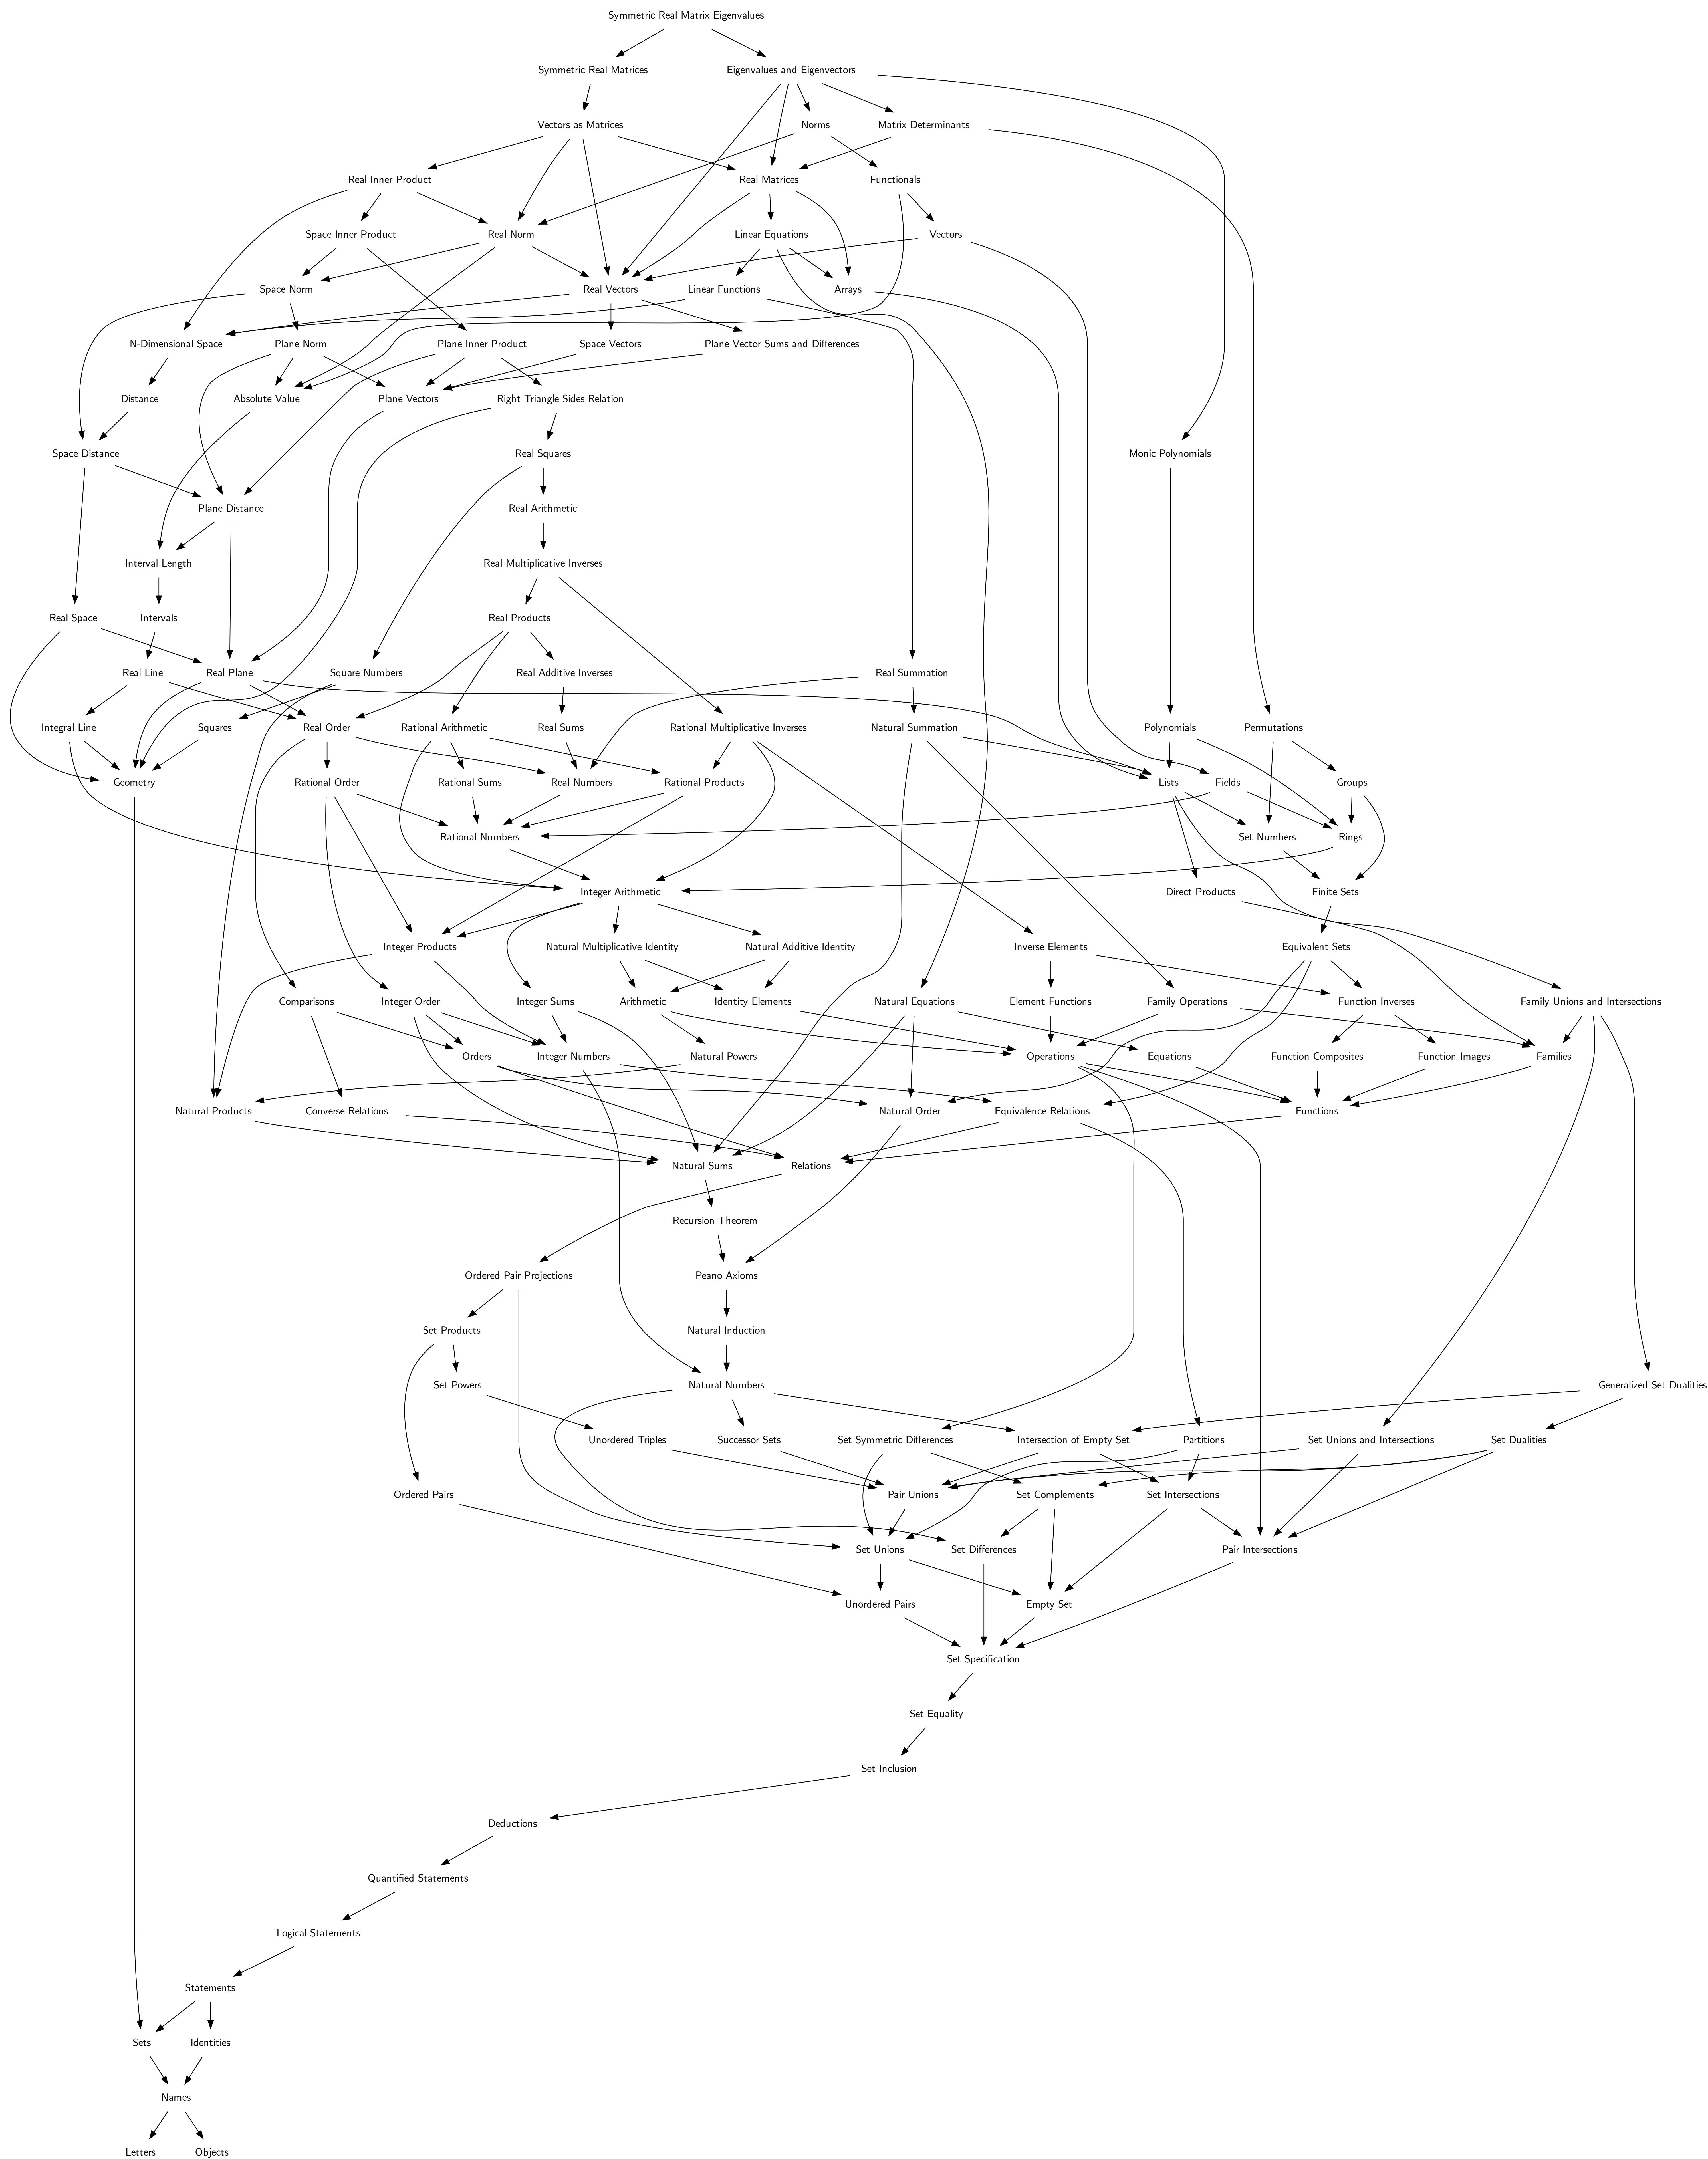 Symmetric Real Matrix Eigenvalues
Symmetric Real Matrices
Eigenvalues and Eigenvectors
Vectors as Matrices
Norms
Matrix Determinants
Real Inner Product
Real Matrices
Functionals
Space Inner Product
Real Norm
Linear Equations
Vectors
Space Norm
Real Vectors
Linear Functions
Arrays
N-Dimensional Space
Plane Norm
Plane Inner Product
Space Vectors
Plane Vector Sums and Differences
Distance
Absolute Value
Plane Vectors
Right Triangle Sides Relation
Space Distance
Real Squares
Monic Polynomials
Plane Distance
Real Arithmetic
Interval Length
Real Multiplicative Inverses
Real Space
Intervals
Real Products
Real Line
Real Plane
Square Numbers
Real Additive Inverses
Real Summation
Integral Line
Squares
Real Order
Rational Arithmetic
Real Sums
Rational Multiplicative Inverses
Natural Summation
Polynomials
Permutations
Geometry
Rational Order
Rational Sums
Real Numbers
Rational Products
Lists
Fields
Groups
Rational Numbers
Set Numbers
Rings
Integer Arithmetic
Direct Products
Finite Sets
Integer Products
Natural Multiplicative Identity
Natural Additive Identity
Inverse Elements
Equivalent Sets
Comparisons
Integer Order
Integer Sums
Arithmetic
Identity Elements
Natural Equations
Element Functions
Family Operations
Function Inverses
Family Unions and Intersections
Orders
Integer Numbers
Natural Powers
Operations
Equations
Function Composites
Function Images
Families
Natural Products
Converse Relations
Natural Order
Equivalence Relations
Functions
Natural Sums
Relations
Recursion Theorem
Ordered Pair Projections
Peano Axioms
Set Products
Natural Induction
Set Powers
Natural Numbers
Generalized Set Dualities
Unordered Triples
Successor Sets
Set Symmetric Differences
Intersection of Empty Set
Partitions
Set Unions and Intersections
Set Dualities
Ordered Pairs
Pair Unions
Set Complements
Set Intersections
Set Unions
Set Differences
Pair Intersections
Unordered Pairs
Empty Set
Set Specification
Set Equality
Set Inclusion
Deductions
Quantified Statements
Logical Statements
Statements
Sets
Identities
Names
Letters
Objects